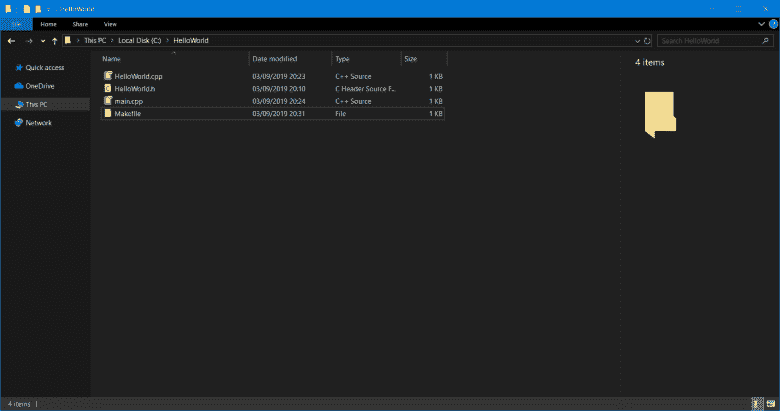 HelloWorld
Home Share View
This PC Local Disk (C:) HelloWorld
Search HelloWorld
Name Date modified Type Size
4 items
Quick access
OneDrive
This PC
Network
HelloWorld.cpp 03/09/2019 20:23 C++ Source 1 KB
HelloWorld.h 03/09/2019 20:10 C Header Source F... 1 KB
main.cpp 03/09/2019 20:24 C++ Source 1 KB
Makefile 03/09/2019 20:31 File 1 KB
4 items